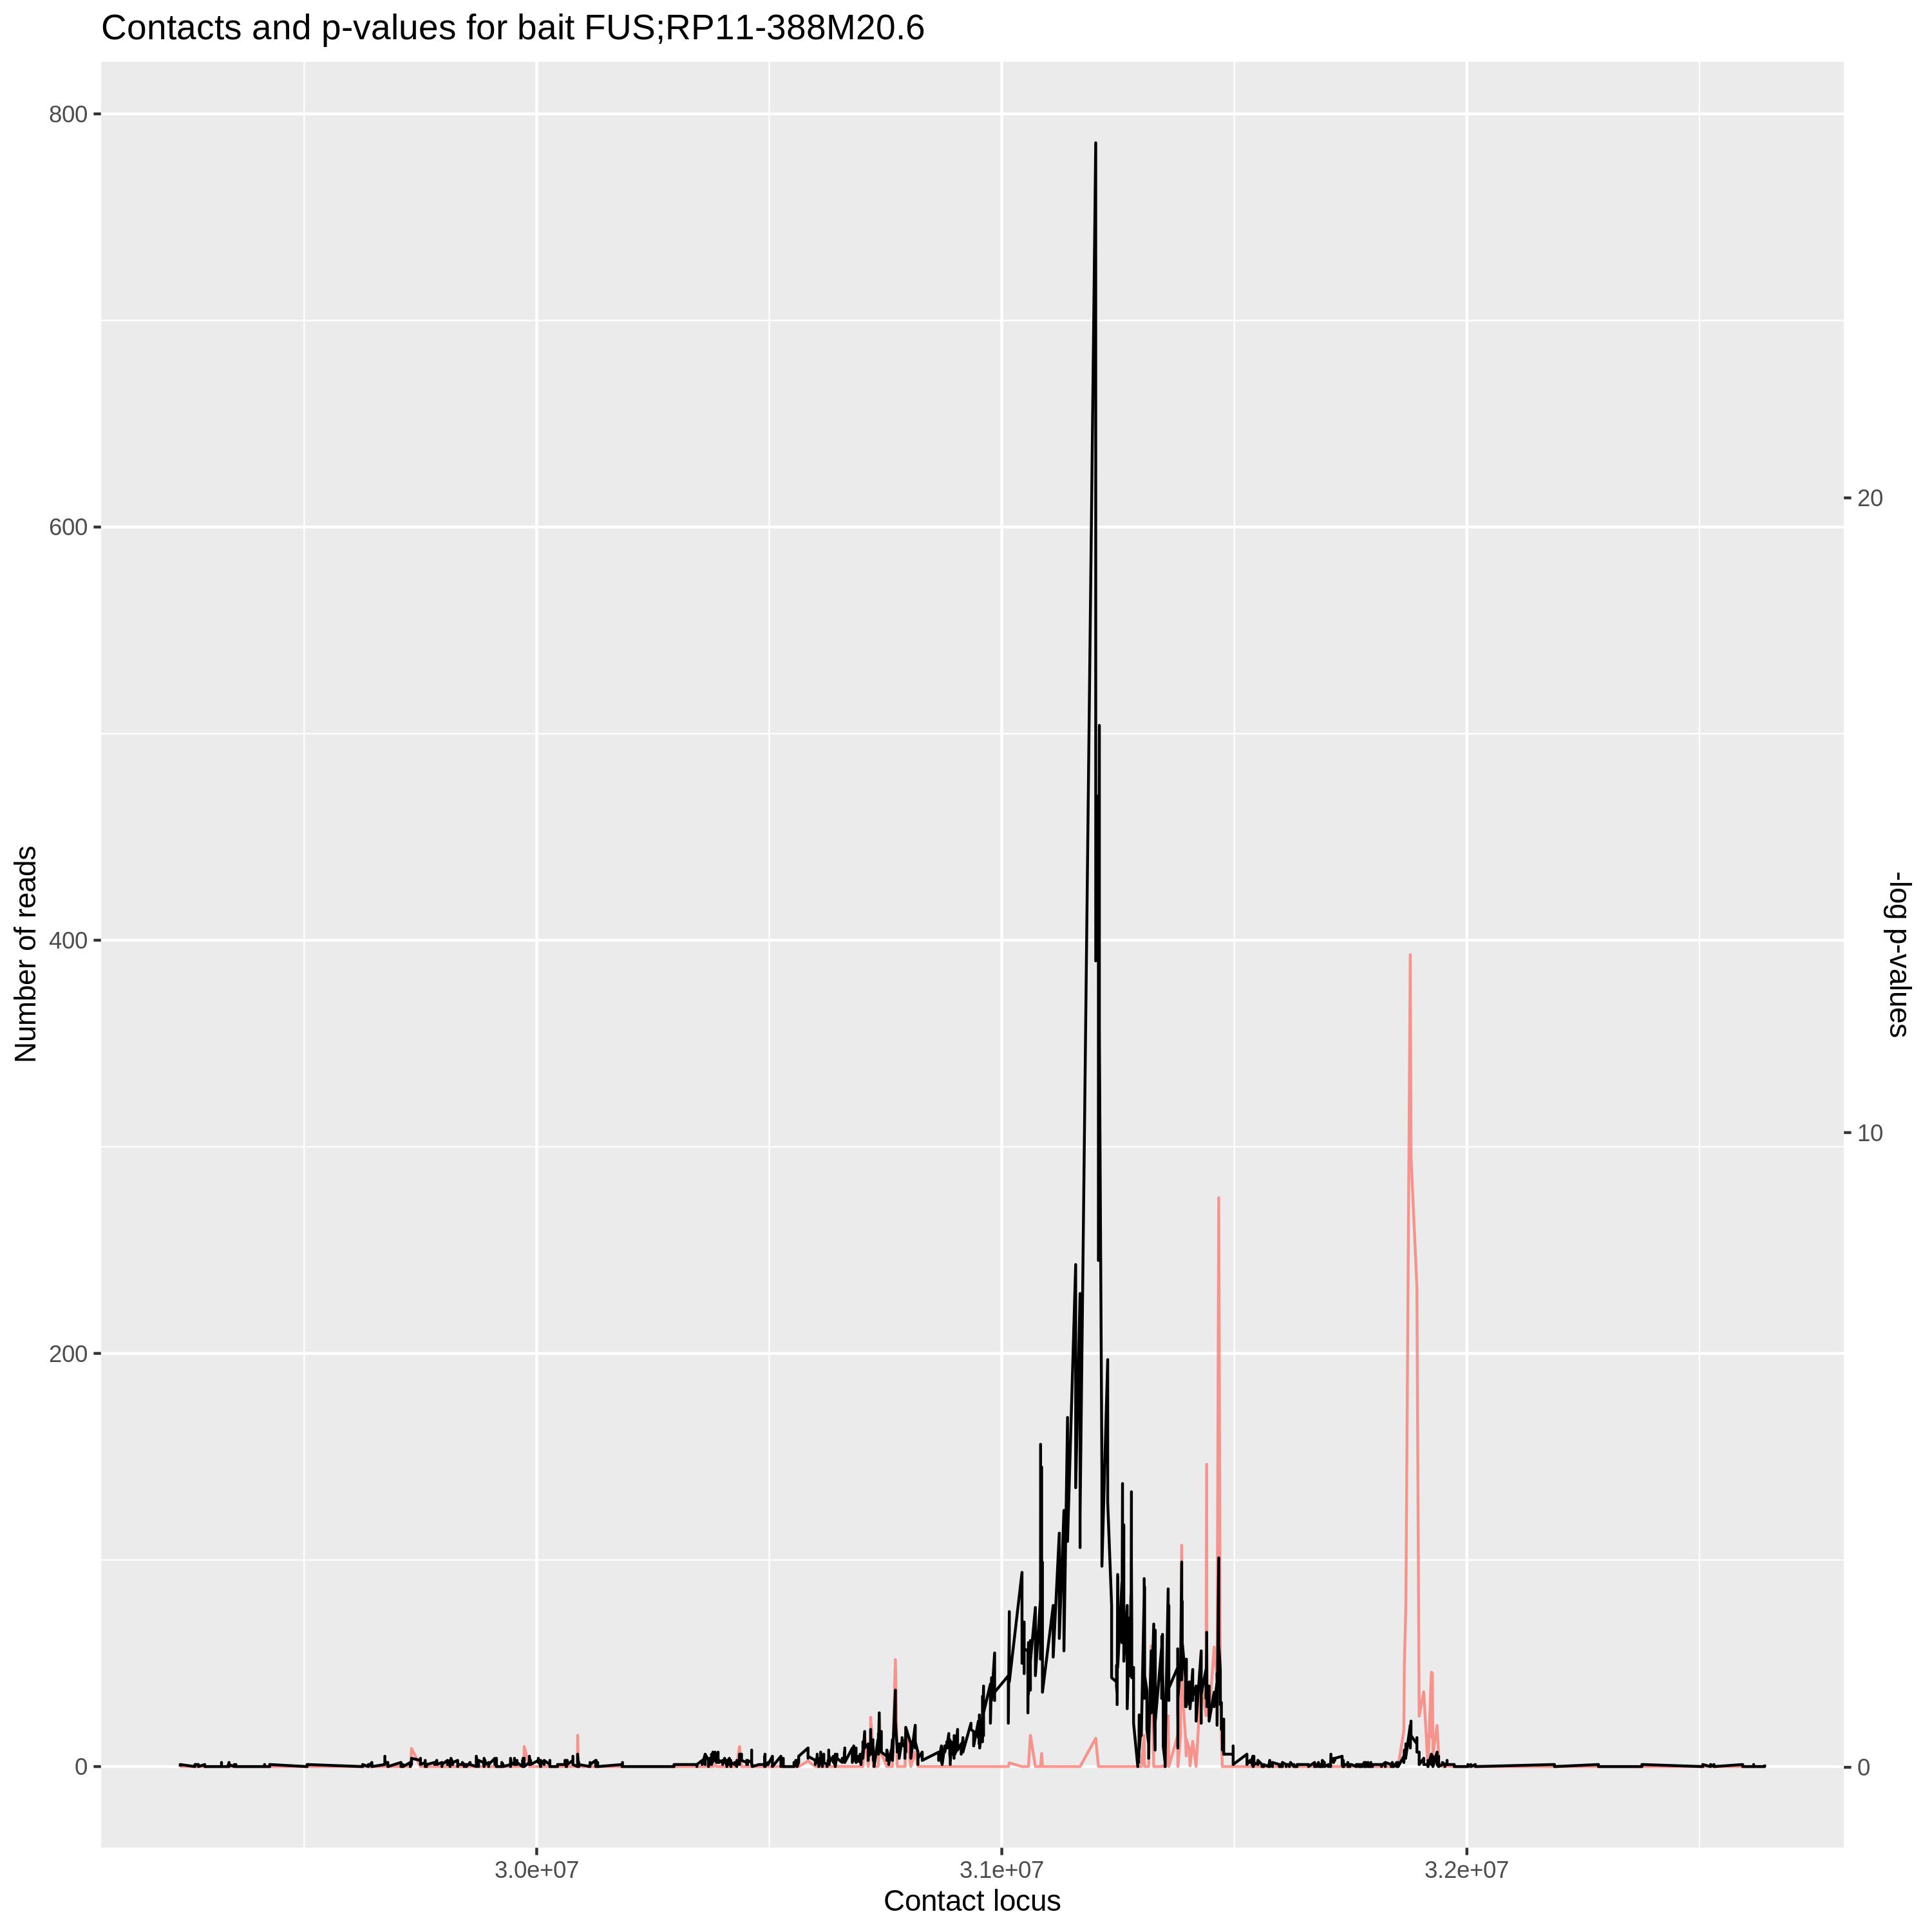 Contacts and p-values for bait FUS;RP11-388M20.6
800
600
400
200
0
Number of reads
20
10
0
-log p-values
3.0e+07
3.1e+07
3.2e+07
Contact locus